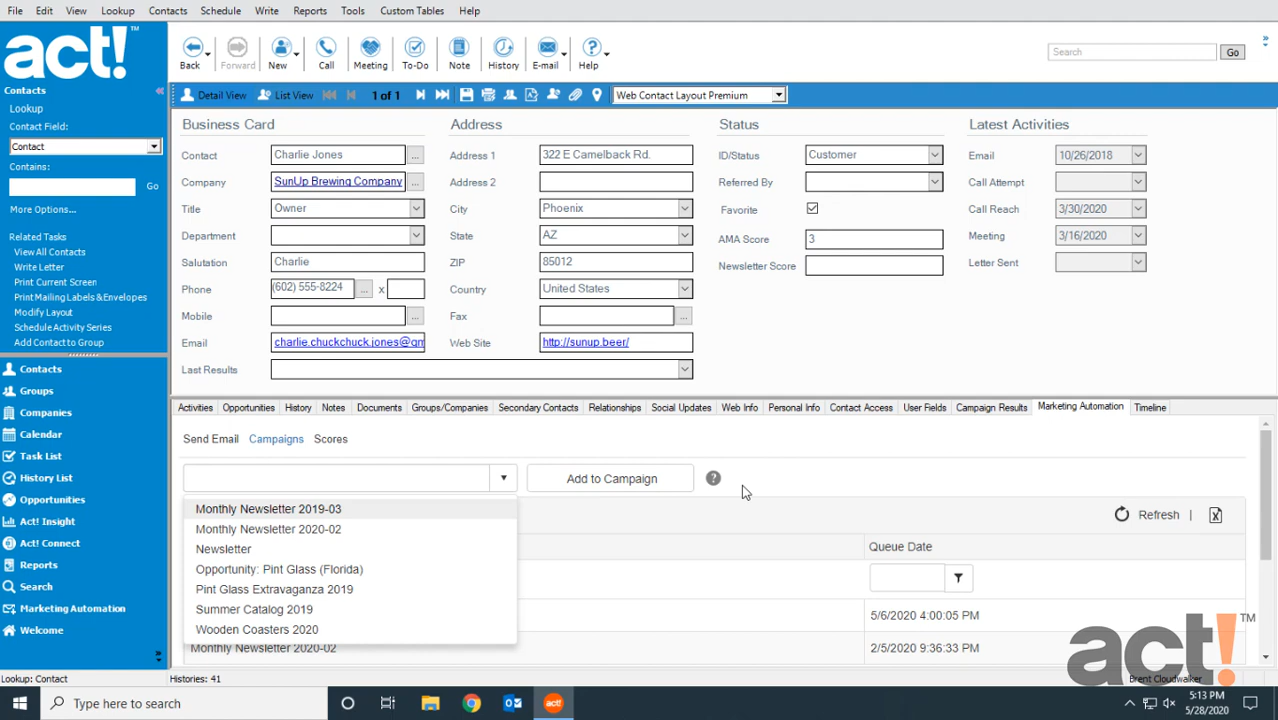 File Edit View Lookup Contacts Schedule Write Reports Tools Custom Tables Help
act!
Back Forward New Call Meeting To-Do Note History E-mail Help
Search Go
Contacts
Lookup
Contact Field:
Contact
Contains:
Go
More Options...
Related Tasks
View All Contacts
Write Letter
Print Current Screen
Print Mailing Labels & Envelopes
Modify Layout
Schedule Activity Series
Add Contact to Group
Contacts
Groups
Companies
Calendar
Task List
History List
Opportunities
Act! Insight
Act! Connect
Reports
Search
Marketing Automation
Welcome
Detail View List View 1 of 1 Web Contact Layout Premium
Business Card
Contact Charlie Jones ...
Company SunUp Brewing Company ...
Title Owner
Department
Salutation Charlie
Phone (602) 555-8224 ... x
Mobile ...
Email charlie.chuckchuck.jones@gm
Last Results
Address
Address 1 322 E Camelback Rd.
Address 2
City Phoenix
State AZ
ZIP 85012
Country United States
Fax ...
Web Site http://sunup.beer/
Status
ID/Status Customer
Referred By
Favorite
AMA Score 3
Newsletter Score
Latest Activities
Email 10/26/2018
Call Attempt
Call Reach 3/30/2020
Meeting 3/16/2020
Letter Sent
Activities Opportunities History Notes Documents Groups/Companies Secondary Contacts Relationships Social Updates Web Info Personal Info Contact Access User Fields Campaign Results Marketing Automation Timeline
Send Email Campaigns Scores
Add to Campaign ?
Monthly Newsletter 2019-03
Monthly Newsletter 2020-02
Newsletter
Opportunity: Pint Glass (Florida)
Pint Glass Extravaganza 2019
Summer Catalog 2019
Wooden Coasters 2020
Refresh |
Queue Date
5/6/2020 4:00:05 PM
Monthly Newsletter 2020-02 2/5/2020 9:36:33 PM
act! TM
Lookup: Contact Histories: 41 Brent Cloudwalker
Type here to search
act!
5:13 PM
5/28/2020